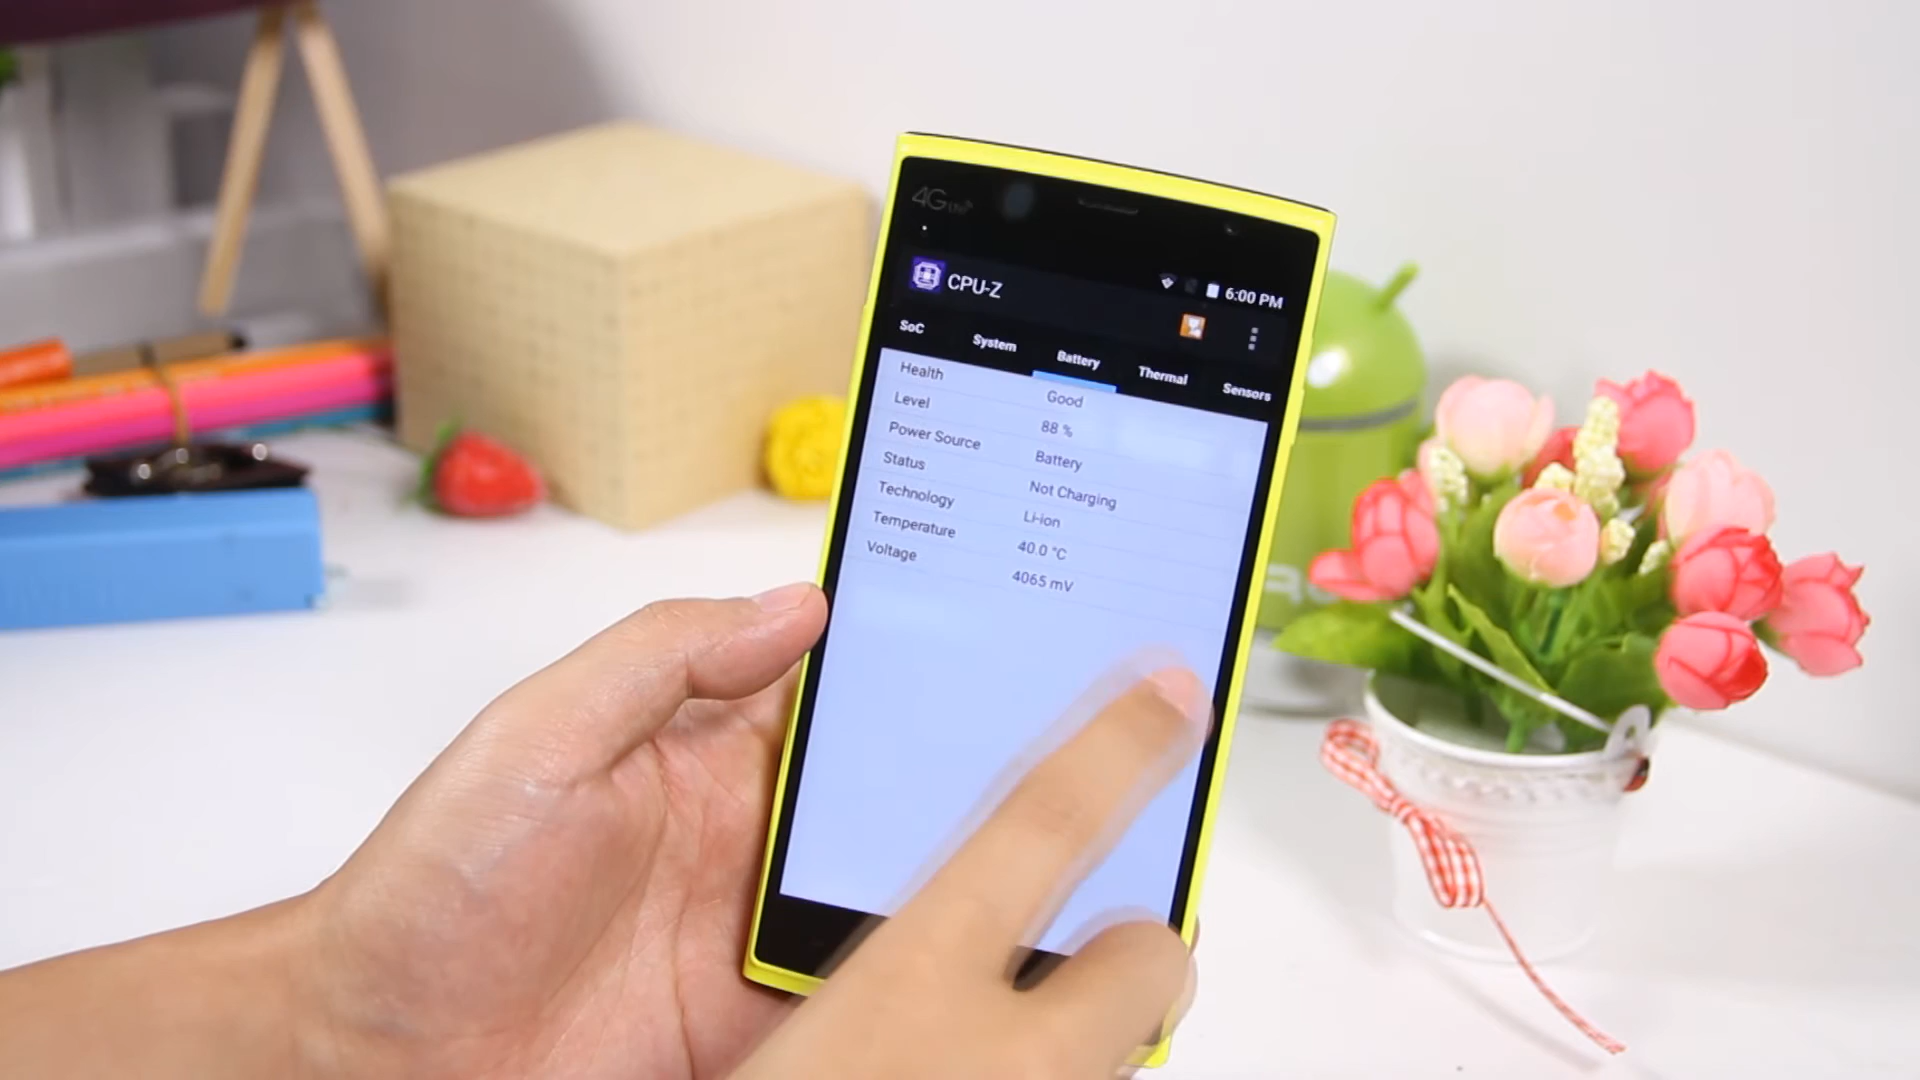 4G LTE
CPU-Z
6:00 PM
SoC
System
Battery
Thermal
Sensors
Health Good
Level 88 %
Power Source Battery
Status Not Charging
Technology Li-ion
Temperature 40.0 °C
Voltage 4065 mV